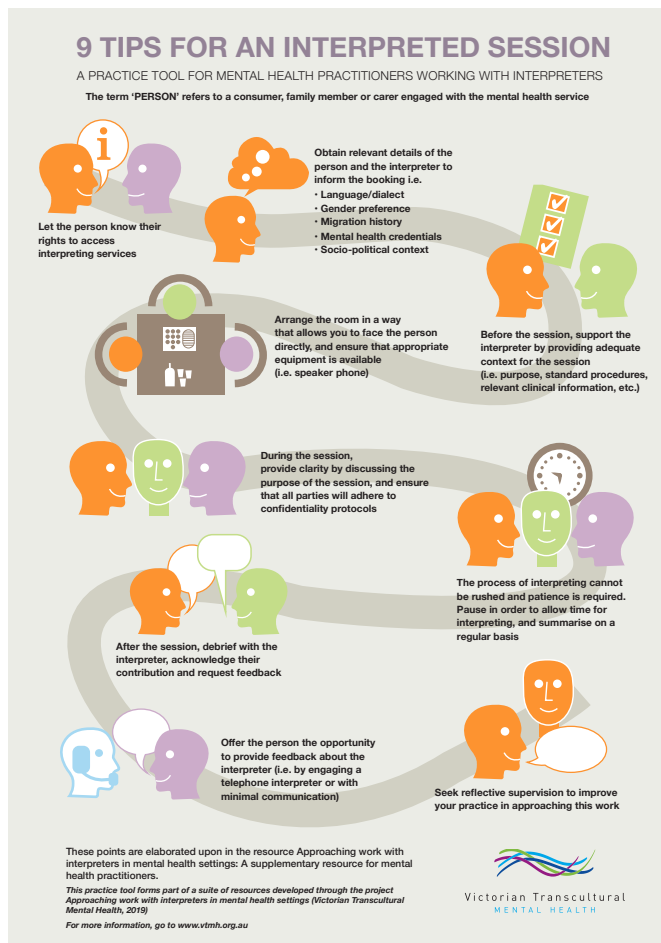 9 TIPS FOR AN INTERPRETED SESSION
A PRACTICE TOOL FOR MENTAL HEALTH PRACTITIONERS WORKING WITH INTERPRETERS
The term ‘PERSON’ refers to a consumer, family member or carer engaged with the mental health service
i
Let the person know their
rights to access
interpreting services
Obtain relevant details of the
person and the interpreter to
inform the booking i.e.
• Language/dialect
• Gender preference
• Migration history
• Mental health credentials
• Socio-political context
Before the session, support the
interpreter by providing adequate
context for the session
(i.e. purpose, standard procedures,
relevant clinical information, etc.)
Arrange the room in a way
that allows you to face the person
directly, and ensure that appropriate
equipment is available
(i.e. speaker phone)
During the session,
provide clarity by discussing the
purpose of the session, and ensure
that all parties will adhere to
confidentiality protocols
The process of interpreting cannot
be rushed and patience is required.
Pause in order to allow time for
interpreting, and summarise on a
regular basis
After the session, debrief with the
interpreter, acknowledge their
contribution and request feedback
Offer the person the opportunity
to provide feedback about the
interpreter (i.e. by engaging a
telephone interpreter or with
minimal communication)
Seek reflective supervision to improve
your practice in approaching this work
These points are elaborated upon in the resource Approaching work with
interpreters in mental health settings: A supplementary resource for mental
health practitioners.
This practice tool forms part of a suite of resources developed through the project
Approaching work with interpreters in mental health settings (Victorian Transcultural
Mental Health, 2019)
For more information, go to www.vtmh.org.au
Victorian Transcultural
MENTAL HEALTH